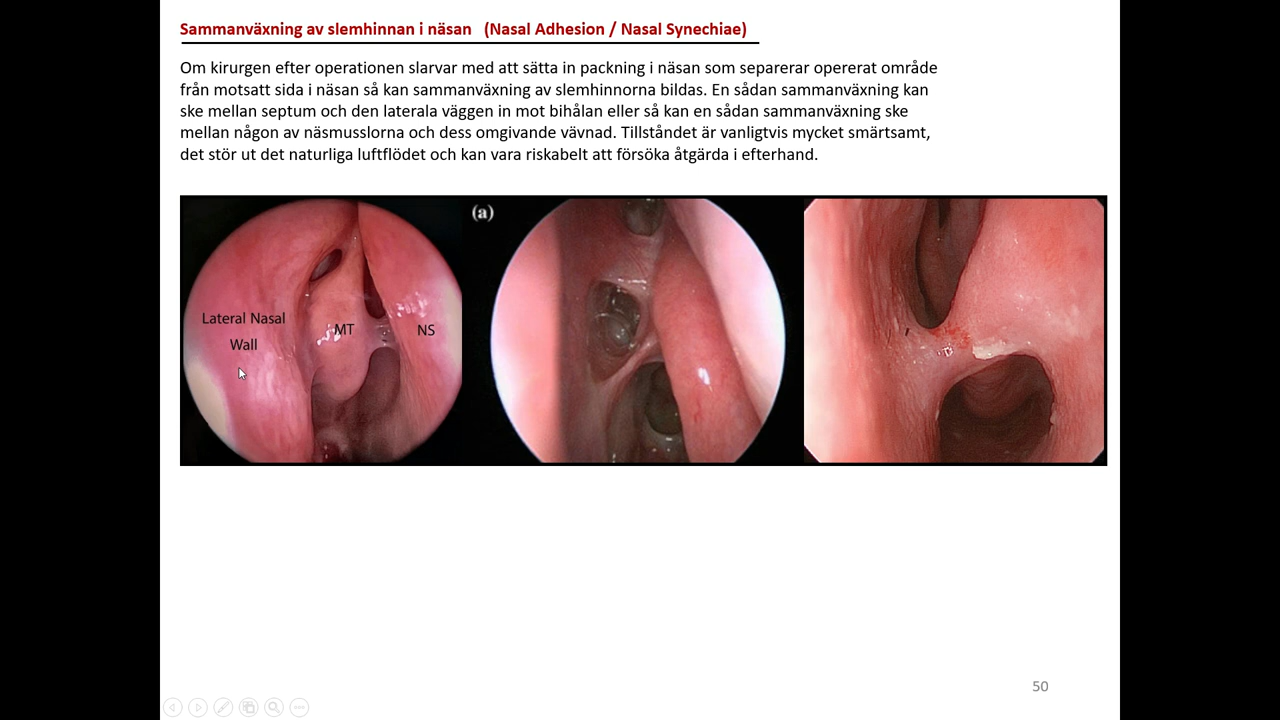 Sammanväxning av slemhinnan i näsan (Nasal Adhesion / Nasal Synechiae)
Om kirurgen efter operationen slarvar med att sätta in packning i näsan som separerar opererat område
från motsatt sida i näsan så kan sammanväxning av slemhinnorna bildas. En sådan sammanväxning kan
ske mellan septum och den laterala väggen in mot bihålan eller så kan en sådan sammanväxning ske
mellan någon av näsmusslorna och dess omgivande vävnad. Tillståndet är vanligtvis mycket smärtsamt,
det stör ut det naturliga luftflödet och kan vara riskabelt att försöka åtgärda i efterhand.
(a)
Lateral Nasal
Wall
MT
NS
50